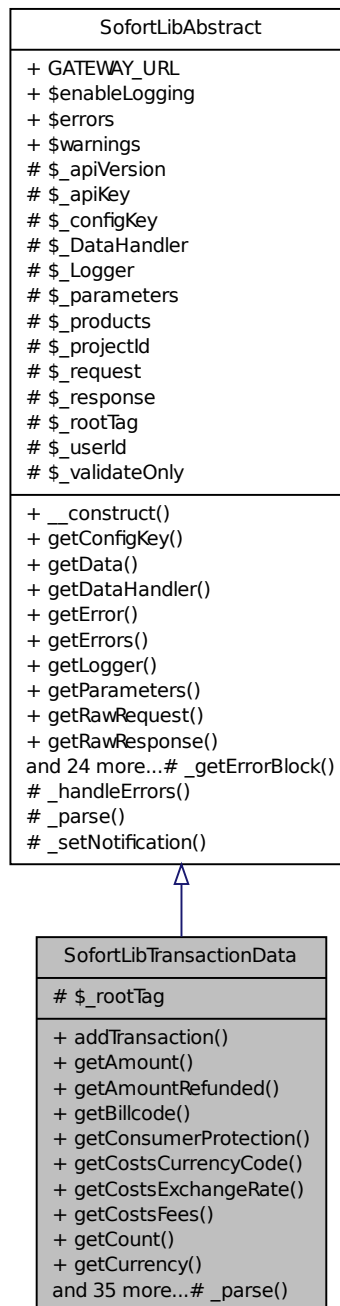 SofortLibAbstract
+ GATEWAY_URL
+ $enableLogging
+ $errors
+ $warnings
# $_apiVersion
# $_apiKey
# $_configKey
# $_DataHandler
# $_Logger
# $_parameters
# $_products
# $_projectId
# $_request
# $_response
# $_rootTag
# $_userId
# $_validateOnly
+ __construct()
+ getConfigKey()
+ getData()
+ getDataHandler()
+ getError()
+ getErrors()
+ getLogger()
+ getParameters()
+ getRawRequest()
+ getRawResponse()
and 24 more...# _getErrorBlock()
# _handleErrors()
# _parse()
# _setNotification()
SofortLibTransactionData
# $_rootTag
+ addTransaction()
+ getAmount()
+ getAmountRefunded()
+ getBillcode()
+ getConsumerProtection()
+ getCostsCurrencyCode()
+ getCostsExchangeRate()
+ getCostsFees()
+ getCount()
+ getCurrency()
and 35 more...# _parse()